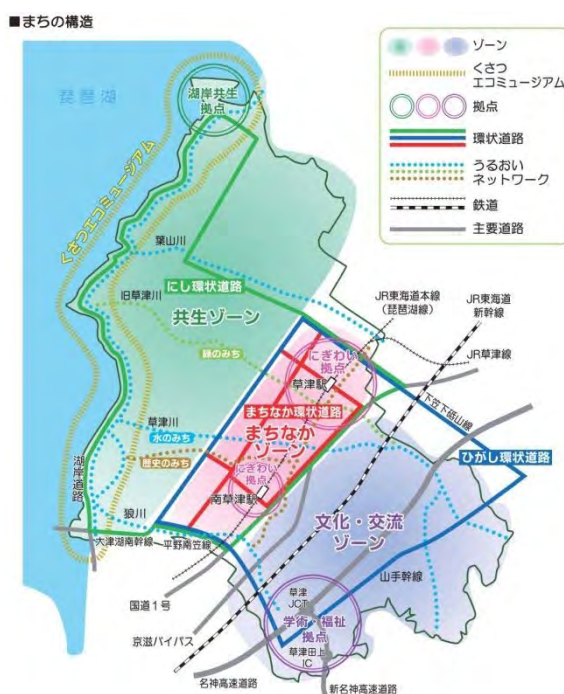 ■まちの構造
ゾーン
くさつ
エコミュージアム
拠点
環状道路
うるおい
ネットワーク
鉄道
主要道路
琵琶湖
湖岸共生
拠点
くさつエコミュージアム
葉山川
にし環状道路
旧草津川
共生ゾーン
緑のみち
JR東海道本線
(琵琶湖線)
JR東海道
新幹線
JR草津線
にぎわい
拠点
草津駅
下笠下砥山線
まちなか環状道路
まちなか
ゾーン
草津川
水のみち
歴史のみち
ひがし環状道路
湖岸道路
にぎわい
拠点
南草津駅
文化・交流
ゾーン
狼川
大津湖南幹線
平野南笠線
山手幹線
国道1号
草津
JCT
学術・福祉
拠点
草津田上
IC
京滋バイパス
名神高速道路
新名神高速道路